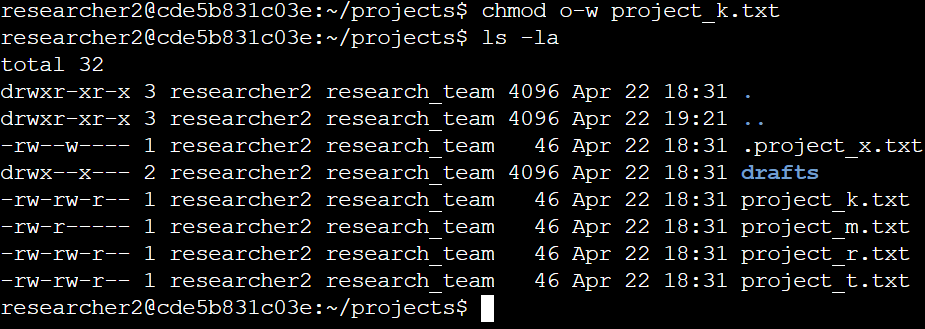 researcher2@cde5b831c03e:~/projects$ chmod o-w project_k.txt
researcher2@cde5b831c03e:~/projects$ ls -la
total 32
drwxr-xr-x 3 researcher2 research_team 4096 Apr 22 18:31 .
drwxr-xr-x 3 researcher2 research_team 4096 Apr 22 19:21 ..
-rw--w---- 1 researcher2 research_team   46 Apr 22 18:31 .project_x.txt
drwx--x--- 2 researcher2 research_team 4096 Apr 22 18:31 drafts
-rw-rw-r-- 1 researcher2 research_team   46 Apr 22 18:31 project_k.txt
-rw-r----- 1 researcher2 research_team   46 Apr 22 18:31 project_m.txt
-rw-rw-r-- 1 researcher2 research_team   46 Apr 22 18:31 project_r.txt
-rw-rw-r-- 1 researcher2 research_team   46 Apr 22 18:31 project_t.txt
researcher2@cde5b831c03e:~/projects$